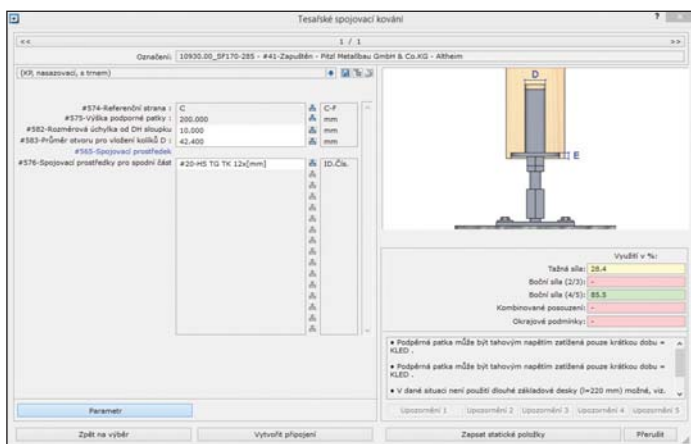 Tesařské spojovací kování
?
<<
1 / 1
>>
Označení: 10930.00_SF170-285 - #41-Zapuštěn - Pitzl Metallbau GmbH & Co.KG - Altheim
(KP, nasazovací, s trnem)
#574-Referenční strana : C C-F
#575-Výška podporné patky : 200.000 mm
#582-Rozměrová úchylka od DH sloupku 10.000 mm
#583-Průměr otvoru pro vložení kolíků D : 42.400 mm
#565-Spojovací prostředek
#576-Spojovací prostředky pro spodní část #20-HS TG TK 12x[mm] ID.Čís.
D
E
Využití v %:
Tažná síla: 28.4
Boční síla (2/3): -
Boční síla (4/5): 85.5
Kombinované posouzení: -
Okrajové podmínky: -
• Podpěrná patka může být tahovým napětím zatížená pouze krátkou dobu = KLED .
• Podpěrná patka může být tahovým napětím zatížená pouze krátkou dobu = KLED .
• V dané situaci není použití dlouhé základové desky (l=220 mm) možné, viz.
Upozornění 1 Upozornění 2 Upozornění 3 Upozornění 4 Upozornění 5
Parametr
Zpět na výběr
Vytvořit připojení
Zapsat statické položky
Přerušit